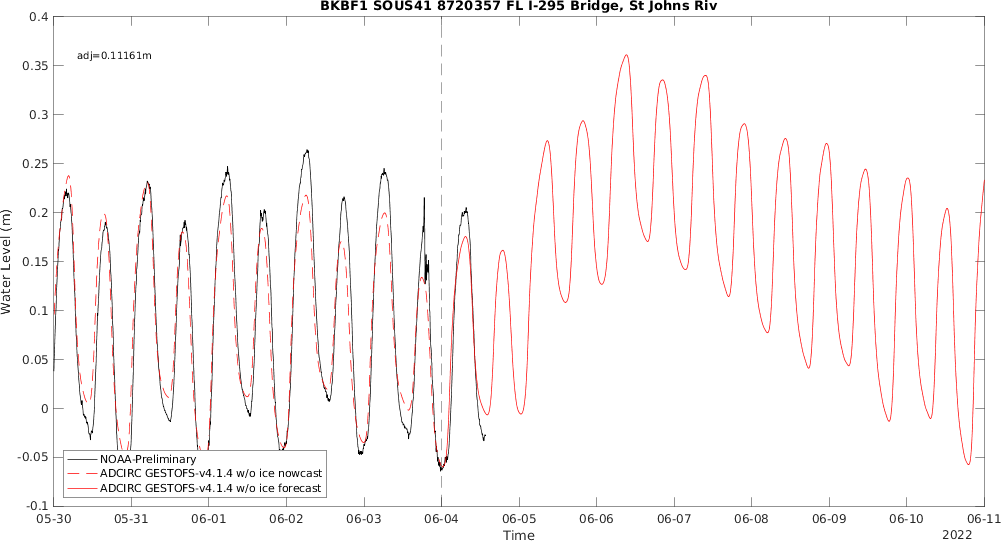 BKBF1 SOUS41 8720357 FL I-295 Bridge, St Johns Riv
adj=0.11161m
Water Level (m)
0.4
0.35
0.3
0.25
0.2
0.15
0.1
0.05
0
-0.05
-0.1
NOAA-Preliminary
ADCIRC GESTOFS-v4.1.4 w/o ice nowcast
ADCIRC GESTOFS-v4.1.4 w/o ice forecast
05-30 05-31 06-01 06-02 06-03 06-04 06-05 06-06 06-07 06-08 06-09 06-10 06-11
Time
2022